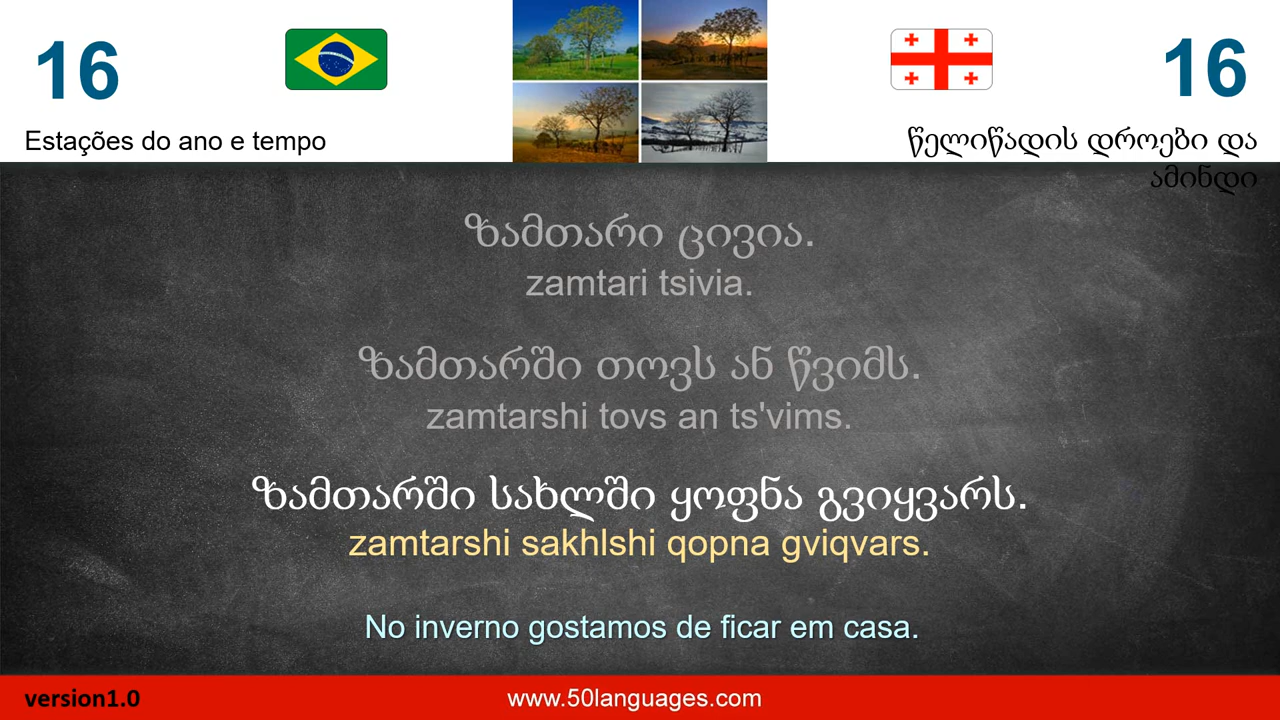 16
16
Estações do ano e tempo
წელიწადის დროები და
ამინდი
ზამთარი ცივია.
zamtari tsivia.
ზამთარში თოვს ან წვიმს.
zamtarshi tovs an ts'vims.
ზამთარში სახლში ყოფნა გვიყვარს.
zamtarshi sakhlshi qopna gviqvars.
No inverno gostamos de ficar em casa.
version1.0
www.50languages.com